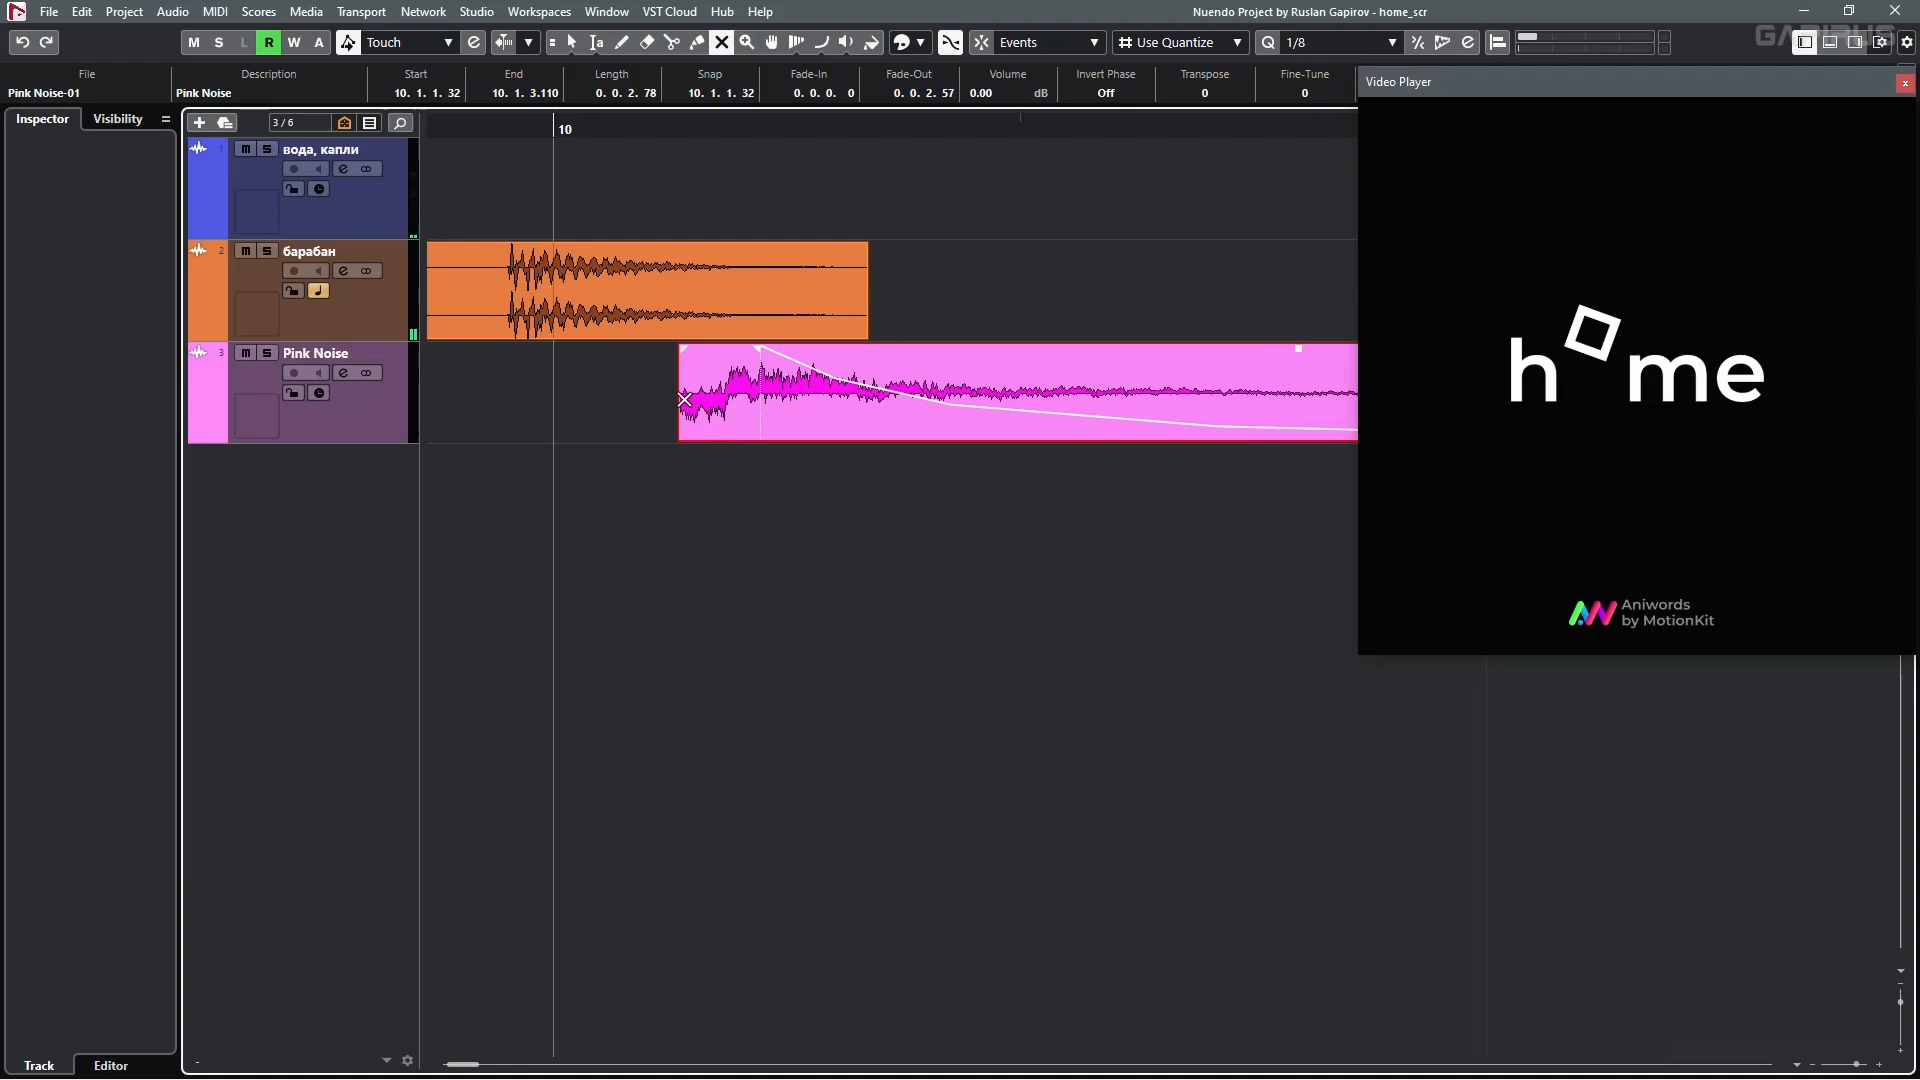 File Edit Project Audio MIDI Scores Media Transport Network Studio Workspaces Window VST Cloud Hub Help
Nuendo Project by Ruslan Gapirov - home_scr
GAPIRUS
M S L R W A
Touch
Events
Use Quantize
Q 1/8
File Description Start End Length Snap Fade-In Fade-Out Volume Invert Phase Transpose Fine-Tune
Pink Noise-01 Pink Noise 10. 1. 1. 32 10. 1. 3.110 0. 0. 2. 78 10. 1. 1. 32 0. 0. 0. 0 0. 0. 2. 57 0.00 dB Off 0 0
Video Player
Inspector Visibility
3 / 6
10
1 m s вода, капли
2 m s барабан
3 m s Pink Noise
home
Aniwords
by MotionKit
Track Editor